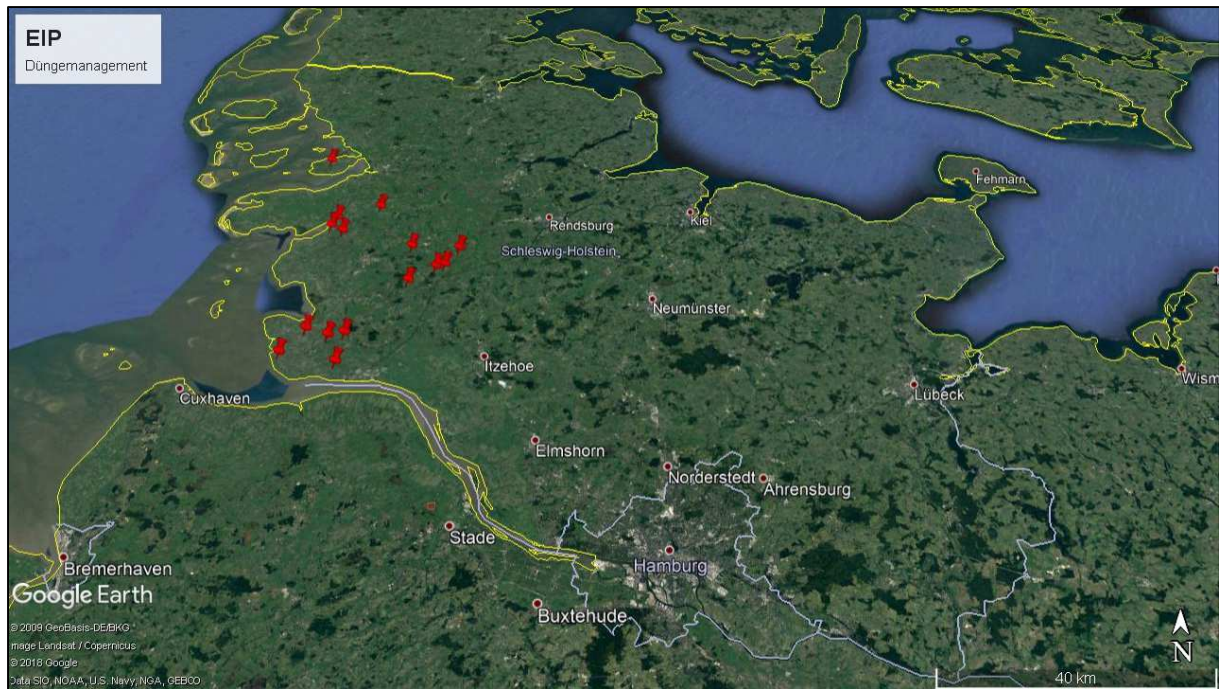 EIP
Düngemanagement
Fehmarn
Kiel
Rendsburg
Schleswig-Holstein
Neumünster
Itzehoe
Lübeck
Wism
Cuxhaven
Elmshorn
Norderstedt
Ahrensburg
Stade
Hamburg
Bremerhaven
Buxtehude
Google Earth
© 2009 GeoBasis-DE/BKG
Image Landsat / Copernicus
© 2018 Google
Data SIO, NOAA, U.S. Navy, NGA, GEBCO
N
40 km